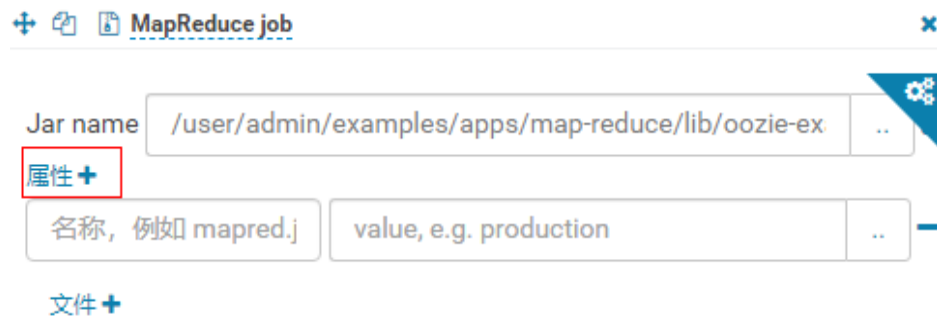 MapReduce job
Jar name /user/admin/examples/apps/map-reduce/lib/oozie-ex ..
属性
名称，例如 mapred.j value, e.g. production ..
文件